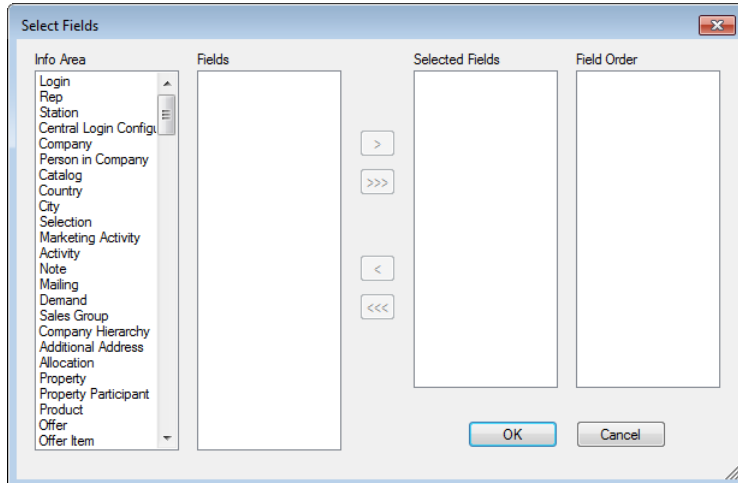 Select Fields
Info Area
Fields
Selected Fields
Field Order
Login
Rep
Station
Central Login Configu
Company
Person in Company
Catalog
Country
City
Selection
Marketing Activity
Activity
Note
Mailing
Demand
Sales Group
Company Hierarchy
Additional Address
Allocation
Property
Property Participant
Product
Offer
Offer Item
>
>>>
<
<<<
OK
Cancel